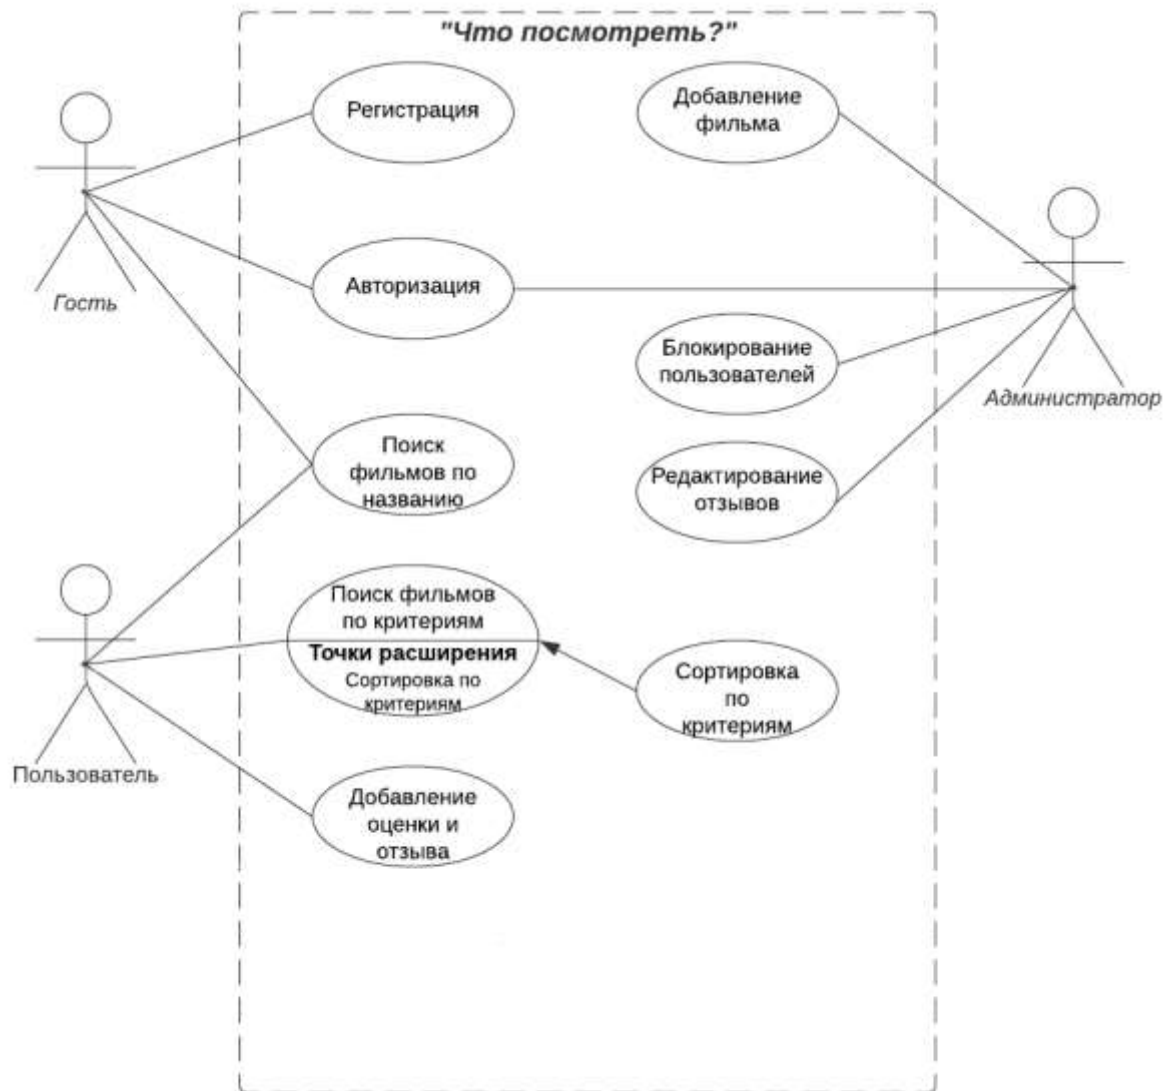 "Что посмотреть?"
Регистрация
Добавление
фильма
Гость
Авторизация
Блокирование
пользователей
Администратор
Поиск
фильмов по
названию
Редактирование
отзывов
Поиск фильмов
по критериям
Точки расширения
Сортировка по
критериям
Сортировка
по
критериям
Пользователь
Добавление
оценки и
отзыва